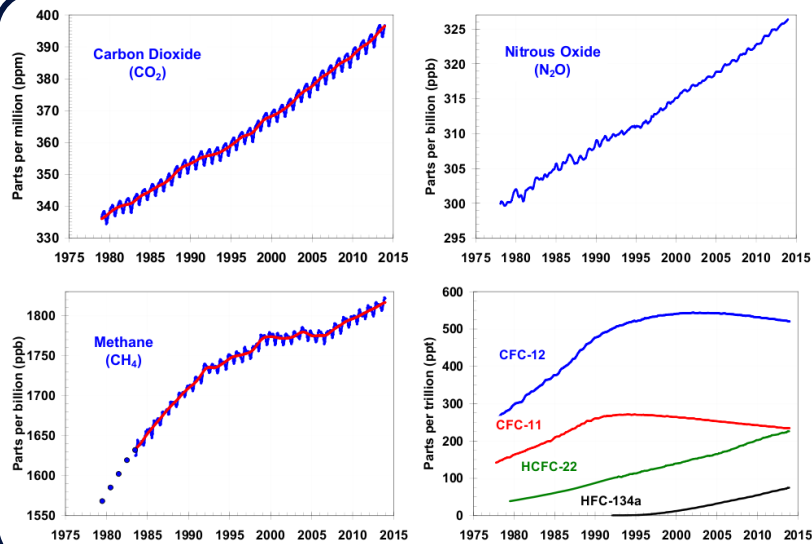 Parts per million (ppm)
400
390
380
370
360
350
340
330
Carbon Dioxide
(CO₂)
1975 1980 1985 1990 1995 2000 2005 2010 2015
Parts per billion (ppb)
325
320
315
310
305
300
295
Nitrous Oxide
(N₂O)
1975 1980 1985 1990 1995 2000 2005 2010 2015
Parts per billion (ppb)
1800
1750
1700
1650
1600
1550
Methane
(CH₄)
1975 1980 1985 1990 1995 2000 2005 2010 2015
Parts per trillion (ppt)
600
500
400
300
200
100
0
CFC-12
CFC-11
HCFC-22
HFC-134a
1975 1980 1985 1990 1995 2000 2005 2010 2015